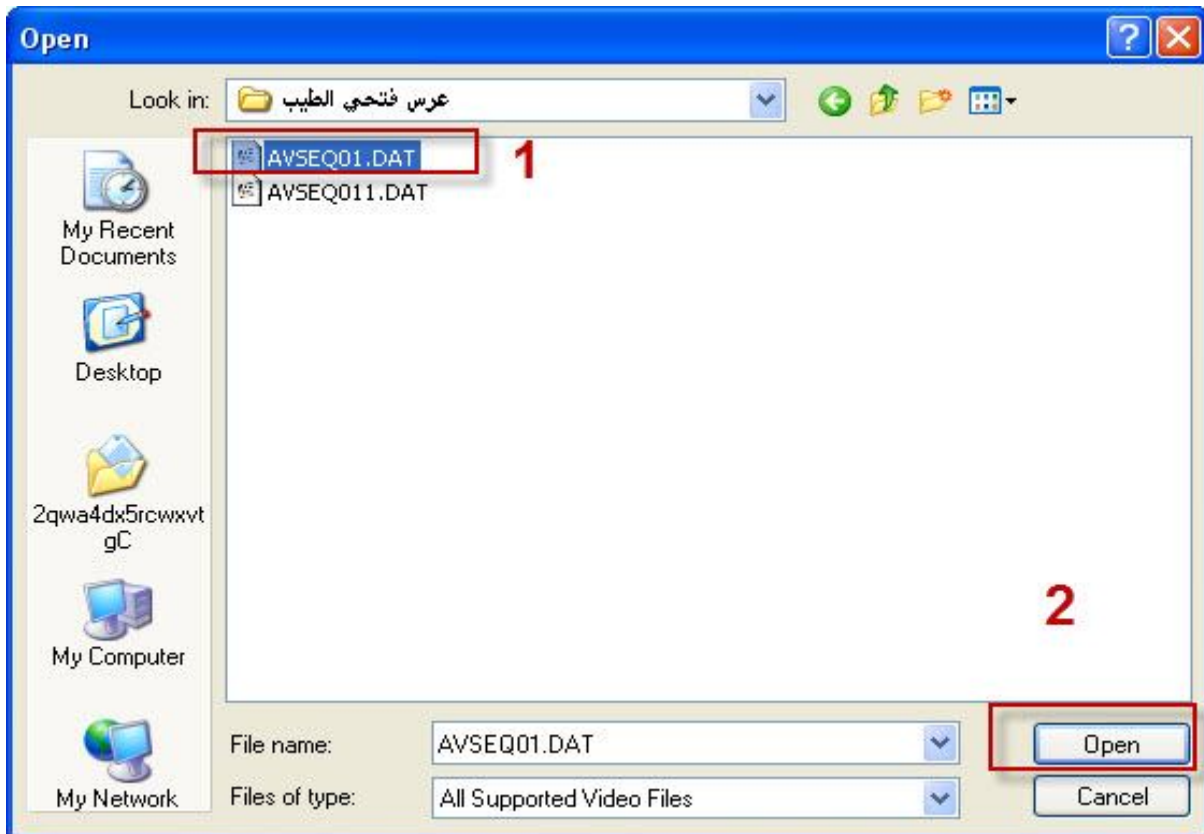 Open
Look in: عرس فتحي الطيب
AVSEQ01.DAT
1
AVSEQ011.DAT
My Recent
Documents
Desktop
2qwa4dx5rcwxvt
gC
My Computer
My Network
2
File name: AVSEQ01.DAT
Open
Files of type: All Supported Video Files
Cancel